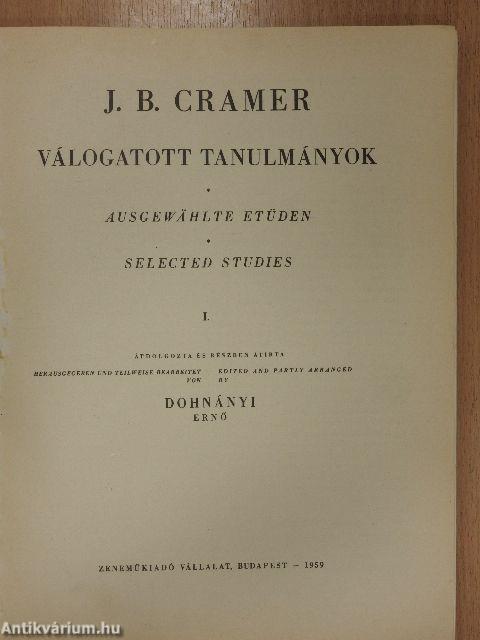 J. B. CRAMER
VÁLOGATOTT TANULMÁNYOK
•
AUSGEWÄHLTE ETÜDEN
•
SELECTED STUDIES
I.
ÁTDOLGOZTA ÉS RÉSZBEN ÁTÍRTA
HERAUSGEGEBEN UND TEILWEISE BEARBEITET
VON
EDITED AND PARTLY ARRANGED
BY
DOHNÁNYI
ERNŐ
ZENEMŰKIADÓ VÁLLALAT, BUDAPEST – 1959
Antikvárium.hu